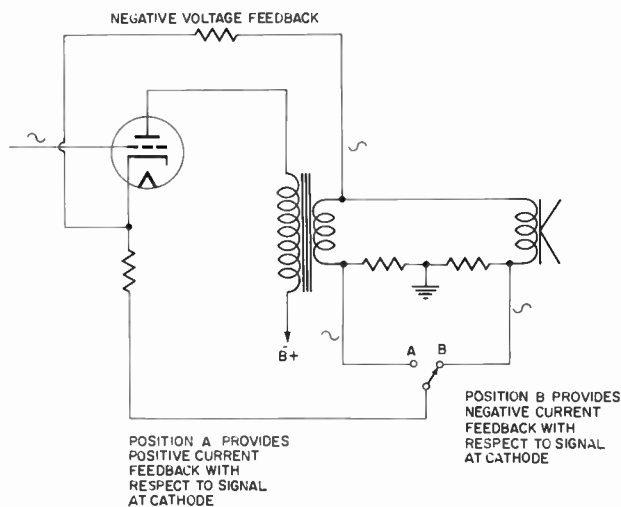 NEGATIVE VOLTAGE FEEDBACK
B+
A
B
POSITION A PROVIDES
POSITIVE CURRENT
FEEDBACK WITH
RESPECT TO SIGNAL
AT CATHODE
POSITION B PROVIDES
NEGATIVE CURRENT
FEEDBACK WITH
RESPECT TO SIGNAL
AT CATHODE